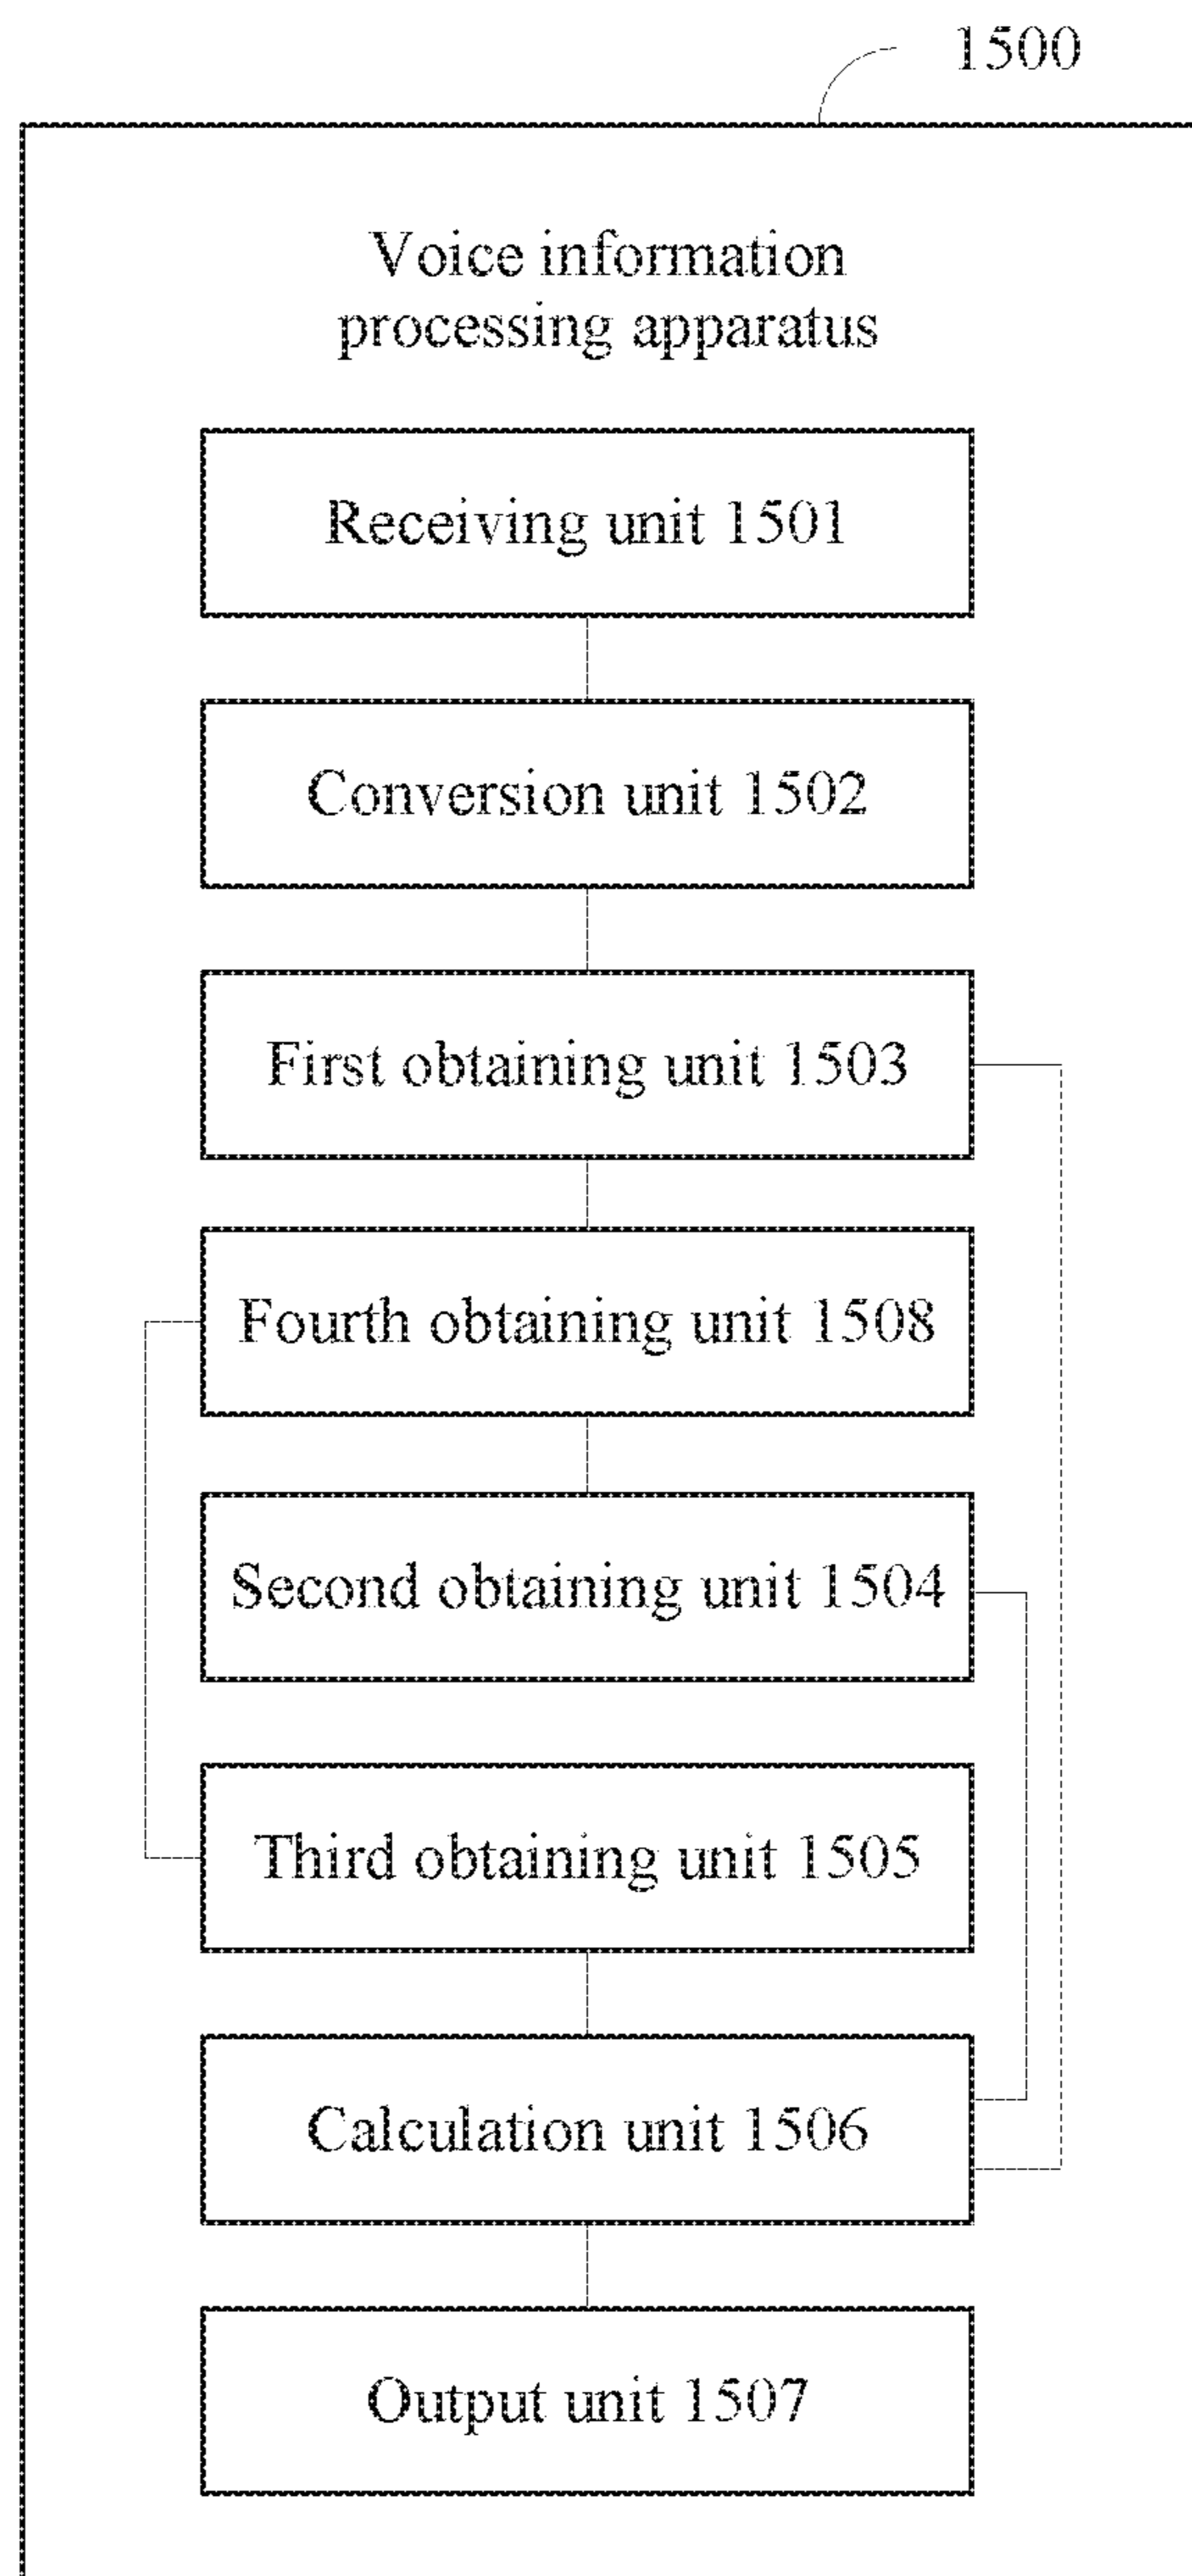 1500
Voice information
processing apparatus
Receiving unit 1501
Conversion unit 1502
First obtaining unit 1503
Fourth obtaining unit 1508
Second obtaining unit 1504
Third obtaining unit 1505
Calculation unit 1506
Output unit 1507